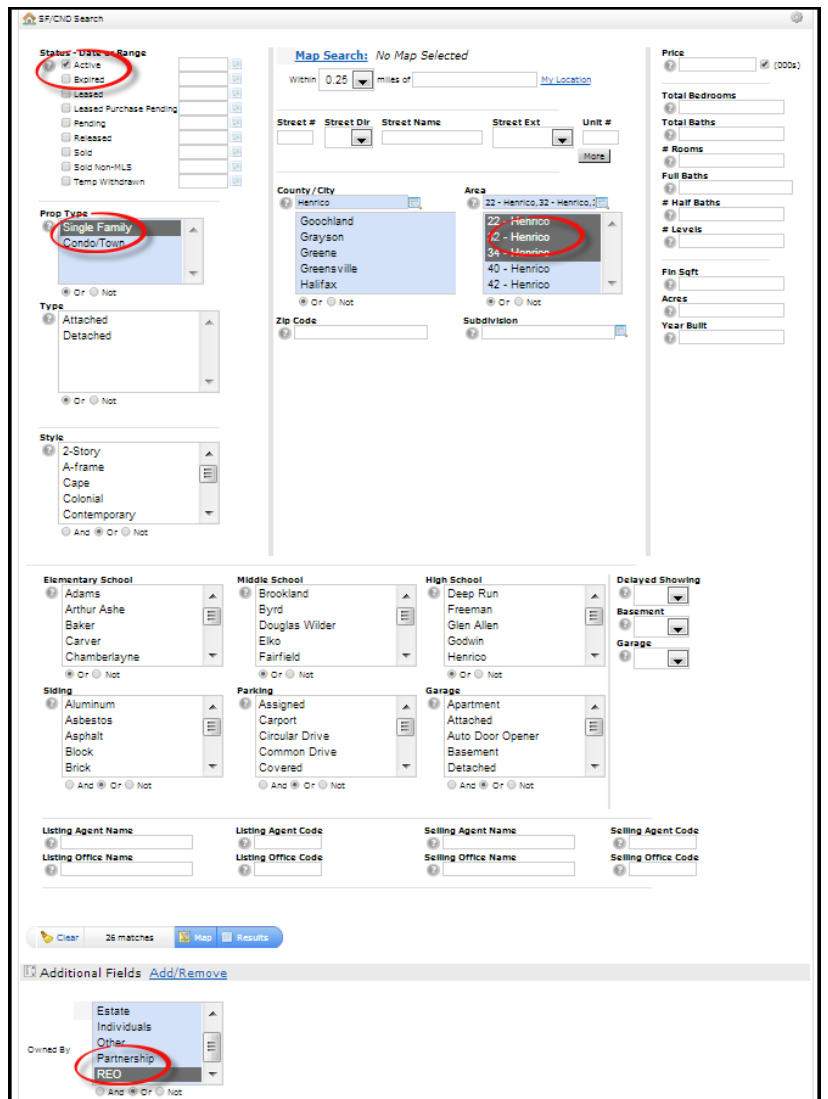 SF/CND Search
Status - Date or Range
Active
Expired
Leased
Leased Purchase Pending
Pending
Released
Sold
Sold Non-MLS
Temp Withdrawn
Prop Type
Single Family
Condo/Town
Or Not
Type
Attached
Detached
Or Not
Style
2-Story
A-frame
Cape
Colonial
Contemporary
And Or Not
Map Search: No Map Selected
Within 0.25 miles of My Location
Street # Street Dir Street Name Street Ext Unit #
More
County/City
Henrico
Goochland
Grayson
Greene
Greensville
Halifax
Or Not
Area
22 - Henrico,32 - Henrico,3
22 - Henrico
32 - Henrico
34 - Henrico
40 - Henrico
42 - Henrico
Or Not
Zip Code
Subdivision
Price
(000s)
Total Bedrooms
Total Baths
# Rooms
Full Baths
# Half Baths
# Levels
Fin Sqft
Acres
Year Built
Elementary School
Adams
Arthur Ashe
Baker
Carver
Chamberlayne
Or Not
Middle School
Brookland
Byrd
Douglas Wilder
Elko
Fairfield
Or Not
High School
Deep Run
Freeman
Glen Allen
Godwin
Henrico
Or Not
Delayed Showing
Basement
Garage
Siding
Aluminum
Asbestos
Asphalt
Block
Brick
And Or Not
Parking
Assigned
Carport
Circular Drive
Common Drive
Covered
And Or Not
Garage
Apartment
Attached
Auto Door Opener
Basement
Detached
And Or Not
Listing Agent Name Listing Agent Code Selling Agent Name Selling Agent Code
Listing Office Name Listing Office Code Selling Office Name Selling Office Code
Clear 26 matches Map Results
Additional Fields Add/Remove
Owned By
Estate
Individuals
Other
Partnership
REO
And Or Not